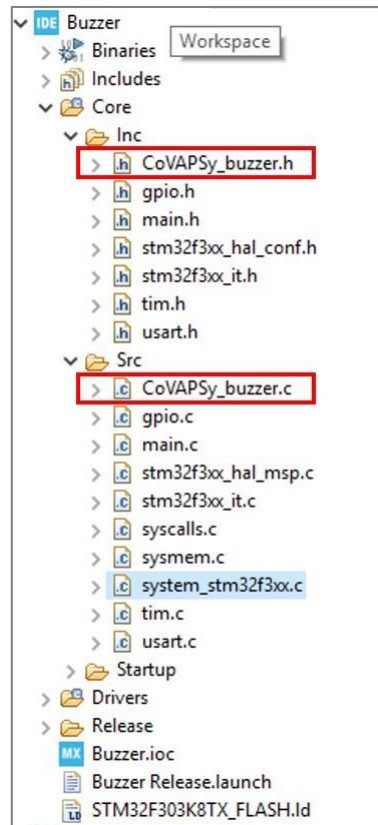 IDE Buzzer
Binaries
Workspace
Includes
Core
Inc
.h CoVAPSy_buzzer.h
.h gpio.h
.h main.h
.h stm32f3xx_hal_conf.h
.h stm32f3xx_it.h
.h tim.h
.h usart.h
Src
.c CoVAPSy_buzzer.c
.c gpio.c
.c main.c
.c stm32f3xx_hal_msp.c
.c stm32f3xx_it.c
.c syscalls.c
.c sysmem.c
.c system_stm32f3xx.c
.c tim.c
.c usart.c
Startup
Drivers
Release
MX Buzzer.ioc
Buzzer Release.launch
LD STM32F303K8TX_FLASH.ld